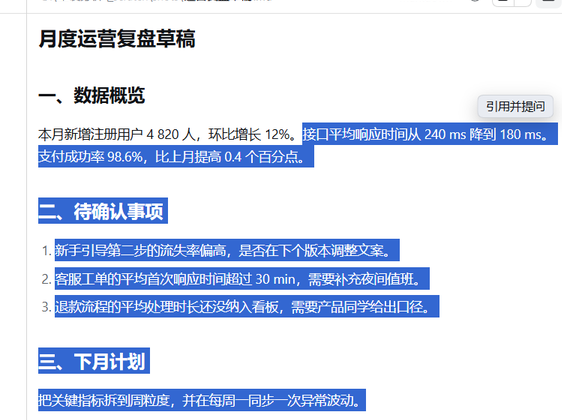 月度运营复盘草稿
一、数据概览
引用并提问
本月新增注册用户 4 820 人，环比增长 12%。接口平均响应时间从 240 ms 降到 180 ms。
支付成功率 98.6%，比上月提高 0.4 个百分点。
二、待确认事项
1. 新手引导第二步的流失率偏高，是否在下个版本调整文案。
2. 客服工单的平均首次响应时间超过 30 min，需要补充夜间值班。
3. 退款流程的平均处理时长还没纳入看板，需要产品同学给出口径。
三、下月计划
把关键指标拆到周粒度，并在每周一同步一次异常波动。